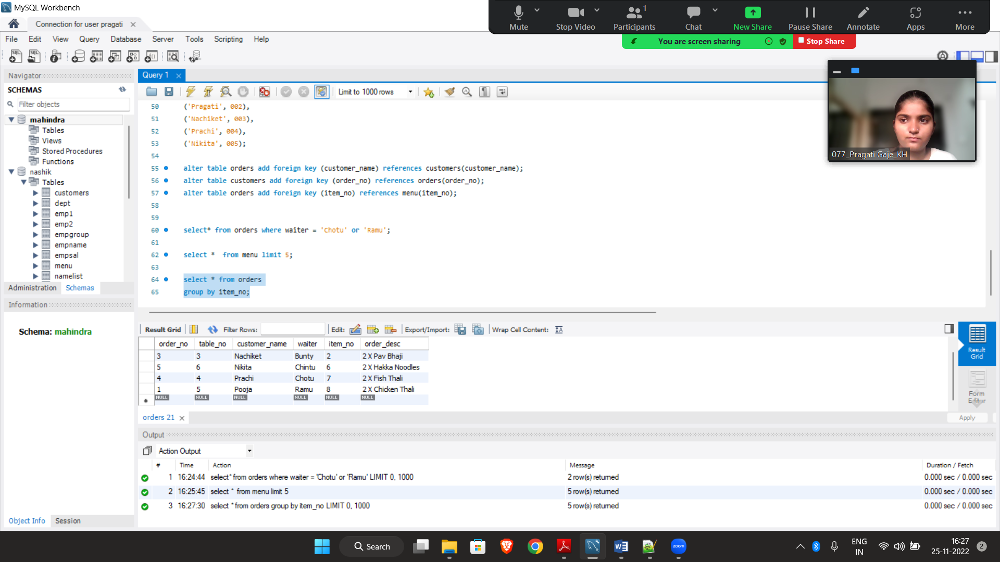 MySQL Workbench
Connection for user pragati
File Edit View Query Database Server Tools Scripting Help
Mute
Stop Video
Participants 1
Chat
New Share
Pause Share
Annotate
Apps
More
You are screen sharing
Stop Share
077_Pragati Gaje_KH
Navigator
SCHEMAS
Filter objects
mahindra
Tables
Views
Stored Procedures
Functions
nashik
Tables
customers
dept
emp1
emp2
empgroup
empname
empsal
menu
namelist
Administration Schemas
Information
Schema: mahindra
Object Info Session
Query 1
Limit to 1000 rows
50 ('Pragati', 002),
51 ('Nachiket', 003),
52 ('Prachi', 004),
53 ('Nikita', 005);
54
55 alter table orders add foreign key (customer_name) references customers(customer_name);
56 alter table customers add foreign key (order_no) references orders(order_no);
57 alter table orders add foreign key (item_no) references menu(item_no);
58
59
60 select* from orders where waiter = 'Chotu' or 'Ramu';
61
62 select *  from menu limit 5;
63
64 select * from orders
65 group by item_no;
Result Grid Filter Rows: Edit: Export/Import: Wrap Cell Content:
order_no table_no customer_name waiter item_no order_desc
3 3 Nachiket Bunty 2 2 X Pav Bhaji
5 6 Nikita Chintu 6 2 X Hakka Noodles
4 4 Prachi Chotu 7 2 X Fish Thali
1 5 Pooja Ramu 8 2 X Chicken Thali
NULL NULL NULL NULL NULL NULL
Result Grid
Form Editor
orders 21
Apply
Output
Action Output
# Time Action Message Duration / Fetch
1 16:24:44 select* from orders where waiter = 'Chotu' or 'Ramu' LIMIT 0, 1000 2 row(s) returned 0.000 sec / 0.000 sec
2 16:25:45 select *  from menu limit 5 5 row(s) returned 0.000 sec / 0.000 sec
3 16:27:30 select * from orders group by item_no LIMIT 0, 1000 5 row(s) returned 0.000 sec / 0.000 sec
Search
zoom
ENG
IN
16:27
25-11-2022
2